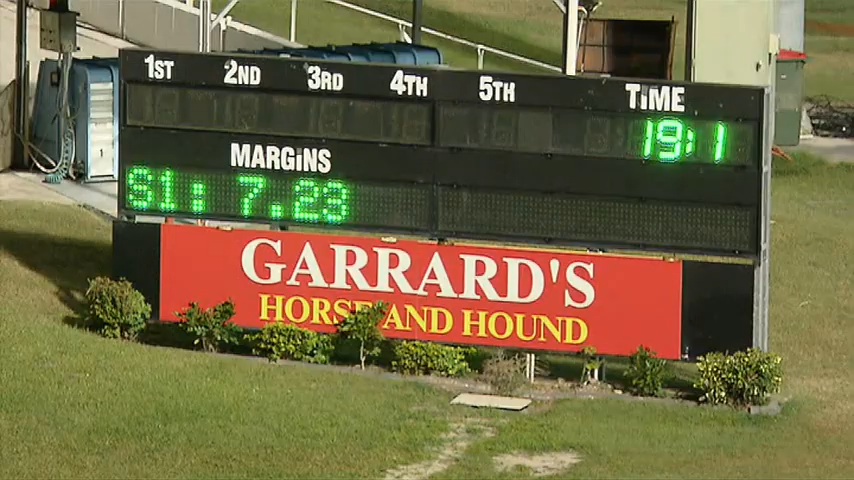 1ST 2ND 3RD 4TH 5TH TIME
19:1
MARGINS
S1: 7.23
GARRARD'S
HORSE AND HOUND